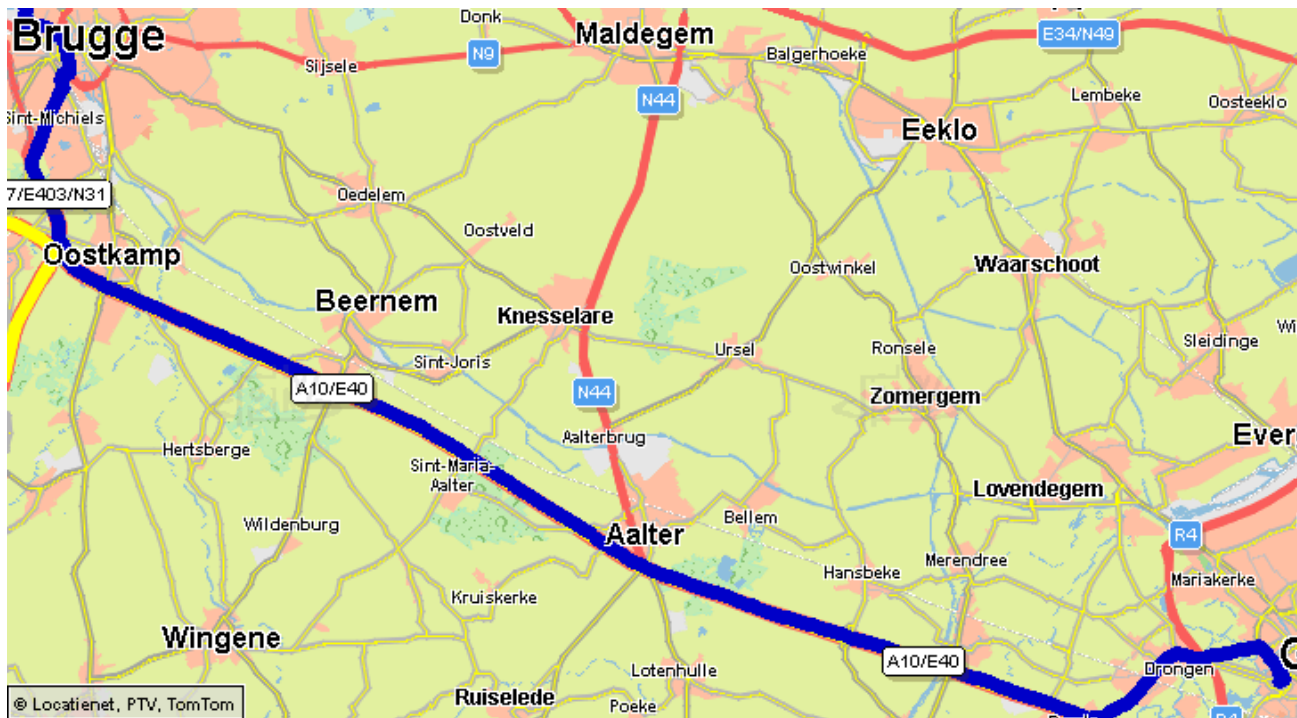 Brugge
Donk
Maldegem
E34/N49
N9
Sijsele
Balgerhoeke
Lembeke
Oosteeklo
N44
Sint-Michiels
Eeklo
7/E403/N31
Oedelem
Oostveld
Oostkamp
Oostwinkel
Waarschoot
Beernem
Knesselare
Sint-Joris
Ursel
Ronsele
Sleidinge
A10/E40
N44
Zomergem
Aalterbrug
Hertsberge
Sint-Maria-
Aalter
Lovendegem
Wildenburg
Aalter
Bellem
R4
Hansbeke
Merendree
Mariakerke
Kruiskerke
Wingene
A10/E40
Lotenhulle
Drongen
Ruiselede
Poeke
© Locatienet, PTV, TomTom